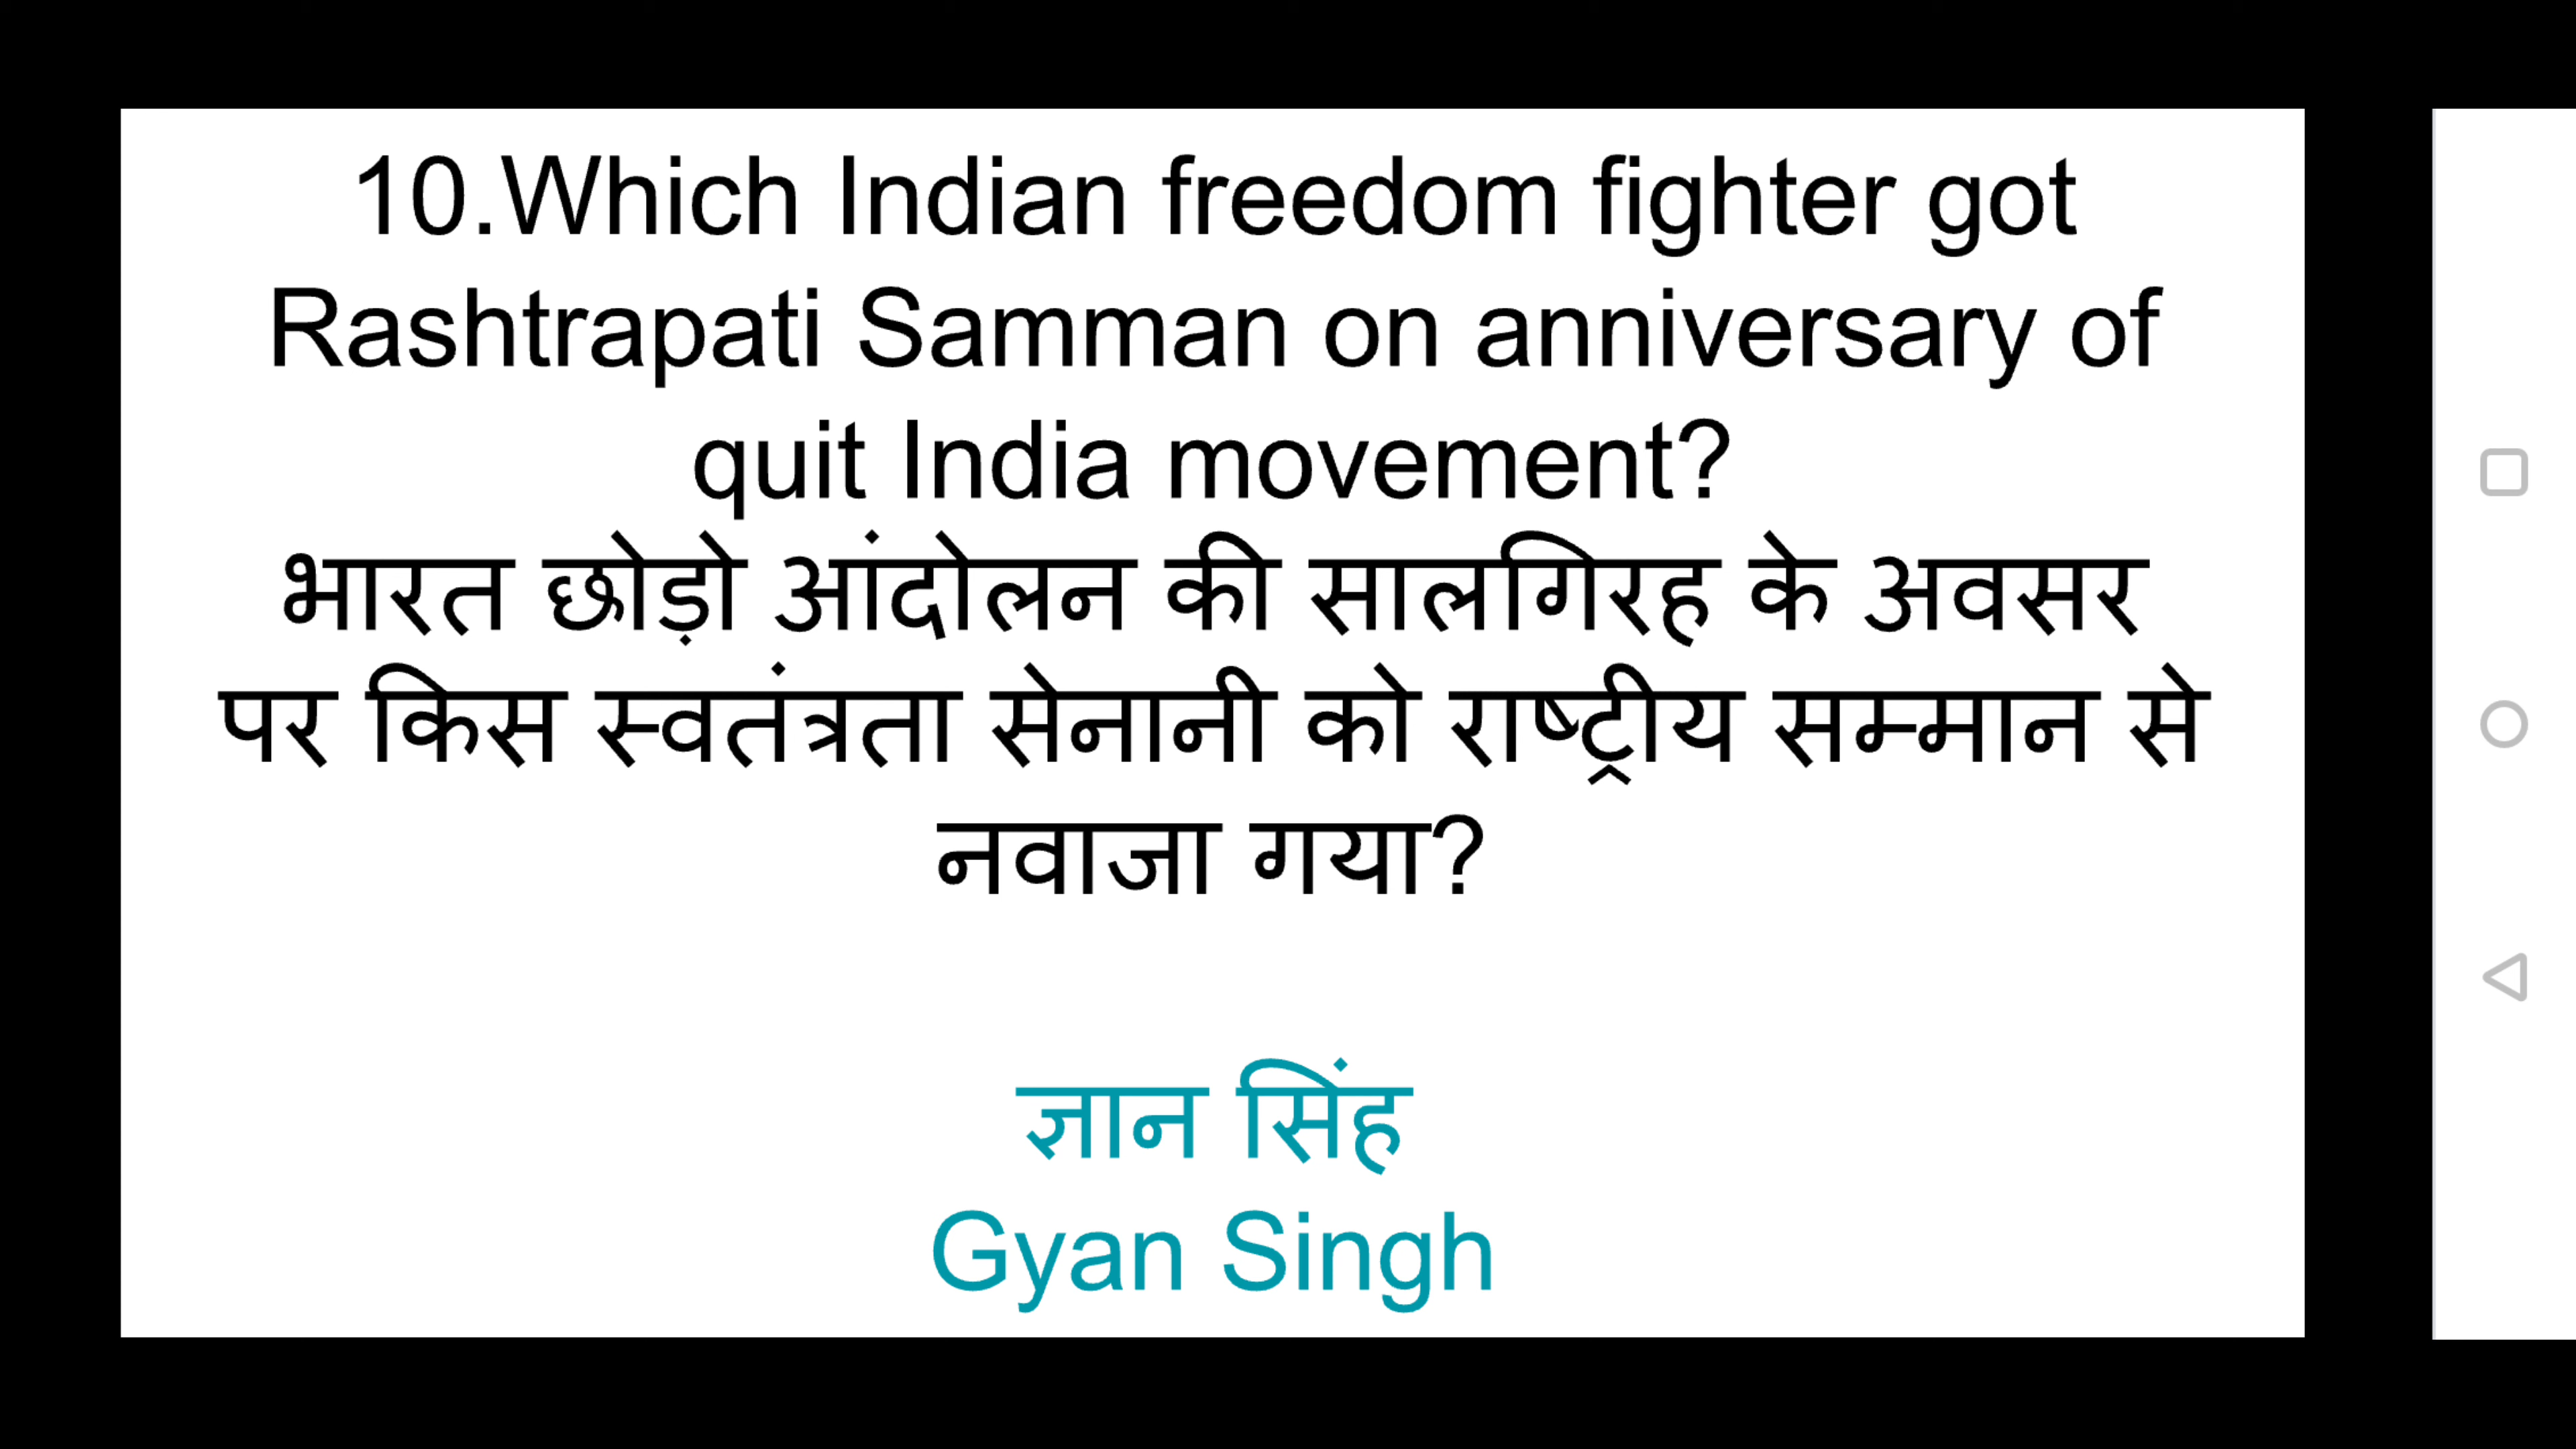 10.Which Indian freedom fighter got
Rashtrapati Samman on anniversary of
quit India movement?
भारत छोड़ो आंदोलन की सालगिरह के अवसर
पर किस स्वतंत्रता सेनानी को राष्ट्रीय सम्मान से
नवाजा गया?
ज्ञान सिंह
Gyan Singh